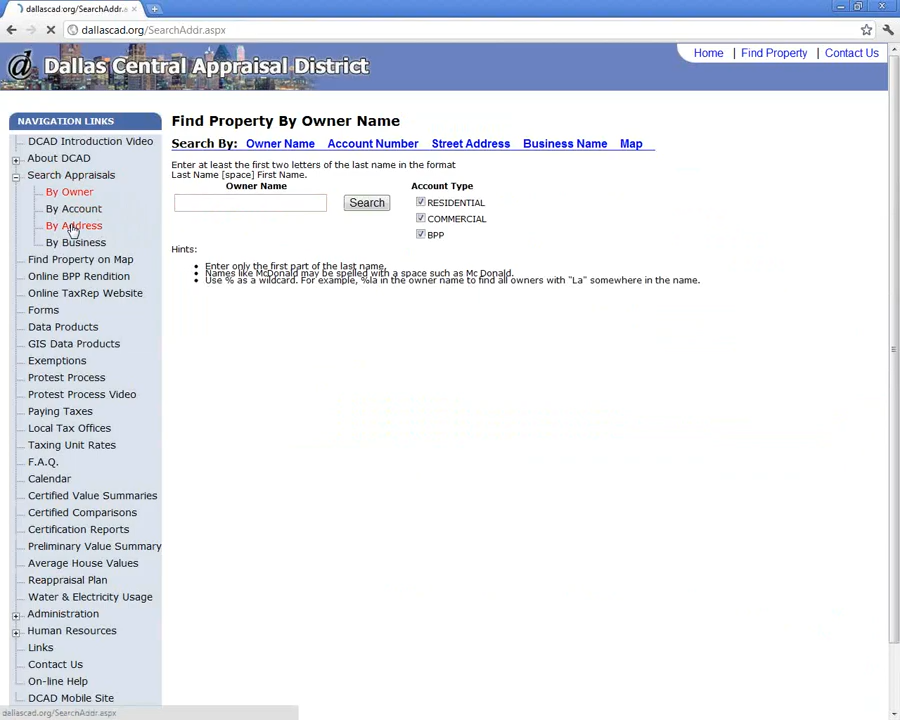 dallascad.org/SearchAddr.a
dallascad.org/SearchAddr.aspx
Dallas Central Appraisal District
Home | Find Property | Contact Us
NAVIGATION LINKS
DCAD Introduction Video
About DCAD
Search Appraisals
By Owner
By Account
By Address
By Business
Find Property on Map
Online BPP Rendition
Online TaxRep Website
Forms
Data Products
GIS Data Products
Exemptions
Protest Process
Protest Process Video
Paying Taxes
Local Tax Offices
Taxing Unit Rates
F.A.Q.
Calendar
Certified Value Summaries
Certified Comparisons
Certification Reports
Preliminary Value Summary
Average House Values
Reappraisal Plan
Water & Electricity Usage
Administration
Human Resources
Links
Contact Us
On-line Help
DCAD Mobile Site
Find Property By Owner Name
Search By: Owner Name Account Number Street Address Business Name Map
Enter at least the first two letters of the last name in the format
Last Name [space] First Name.
Owner Name
Search
Account Type
RESIDENTIAL
COMMERCIAL
BPP
Hints:
Enter only the first part of the last name.
Names like McDonald may be spelled with a space such as Mc Donald.
Use % as a wildcard. For example, %la in the owner name to find all owners with "La" somewhere in the name.
dallascad.org/SearchAddr.aspx